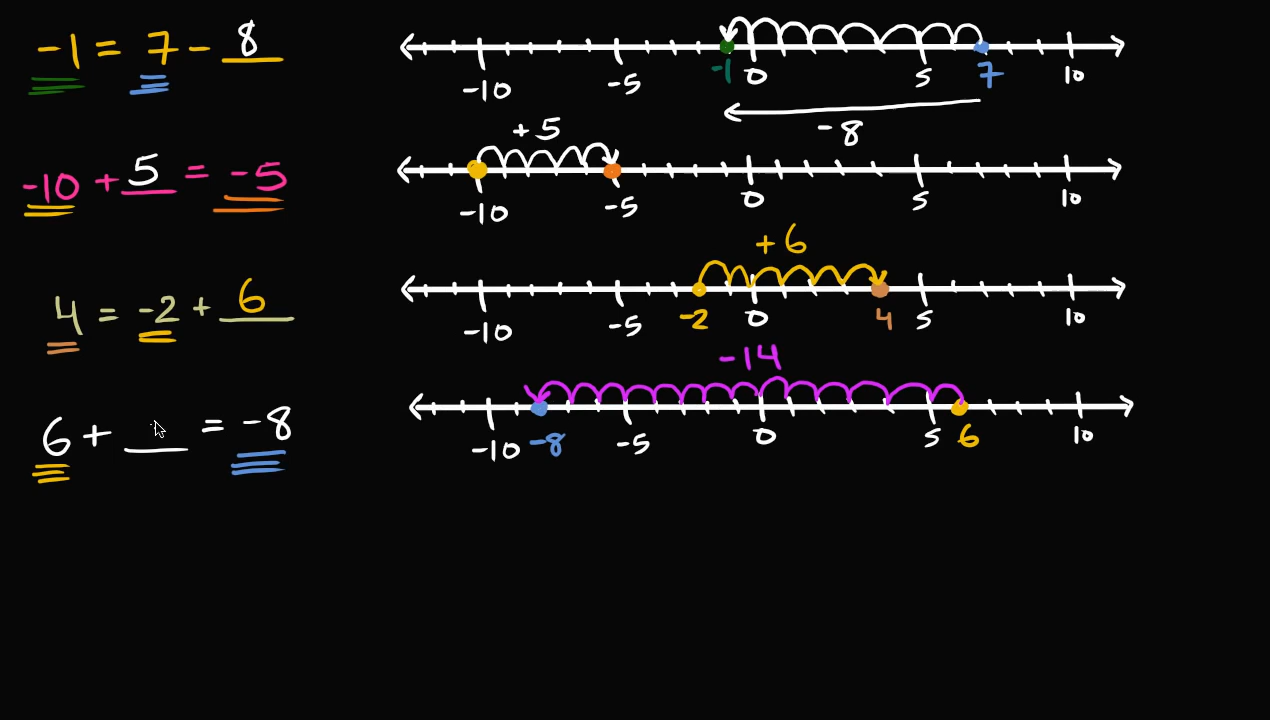 -1 = 7 - 8
-1 0 5 7 10
-10 -5
-8
+5
-10 + 5 = -5
-10 -5 0 5 10
+6
4 = -2 + 6
-10 -5 -2 0 4 5 10
-14
6 + __ = -8
-10 -8 -5 0 5 6 10